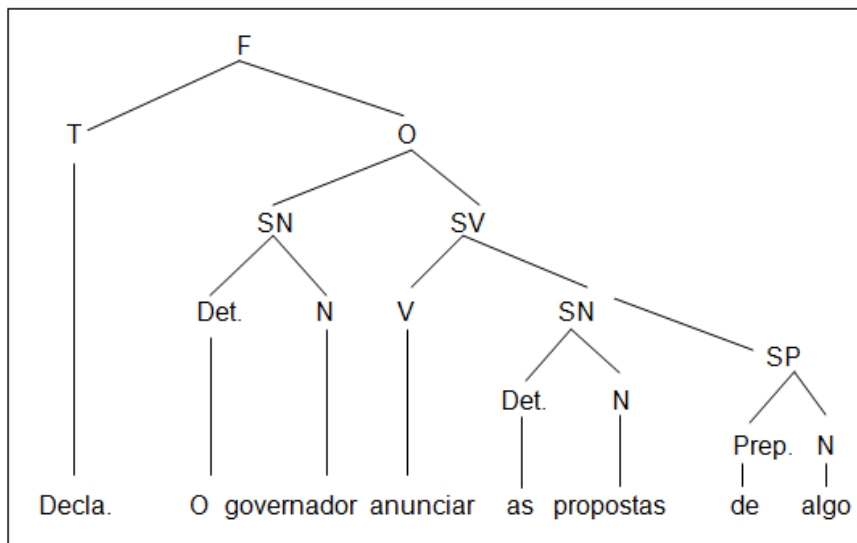 F
T O
SN SV
Det. N V SN
SP
Det. N
Prep. N
Decla. O governador anunciar as propostas de algo